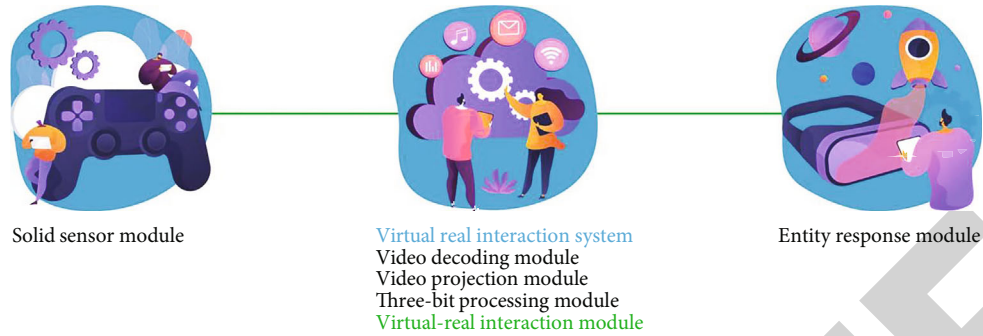 Solid sensor module
Virtual real interaction system
Video decoding module
Video projection module
Three-bit processing module
Virtual-real interaction module
Entity response module